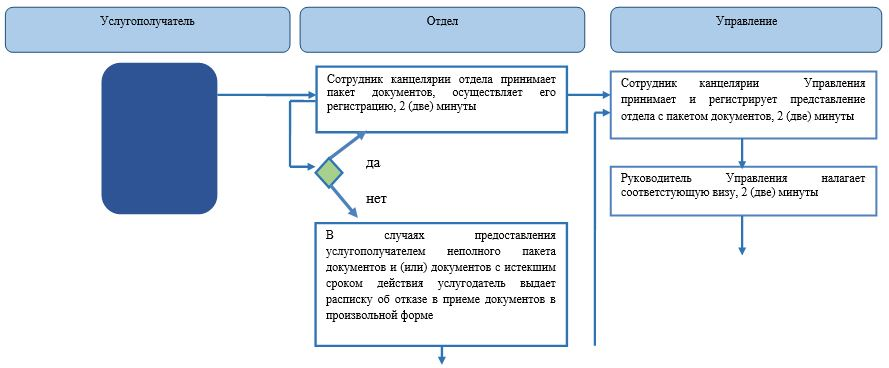 Услугополучатель
Отдел
Управление
Сотрудник канцелярии отдела принимает
пакет документов, осуществляет его
регистрацию, 2 (две) минуты
да
нет
В случаях предоставления
услугополучателем неполного пакета
документов и (или) документов с истекшим
сроком действия услугодатель выдает
расписку об отказе в приеме документов в
произвольной форме
Сотрудник канцелярии Управления
принимает и регистрирует представление
отдела с пакетом документов, 2 (две) минуты
Руководитель Управления налагает
соответстующую визу, 2 (две) минуты